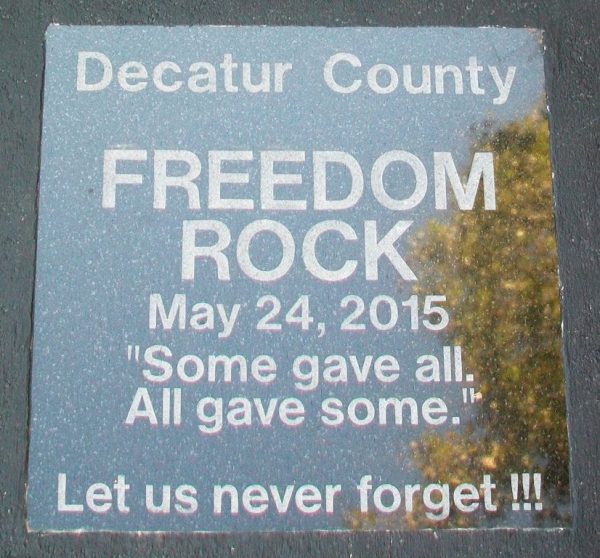 Decatur County
FREEDOM
ROCK
May 24, 2015
"Some gave all.
All gave some."
Let us never forget !!!